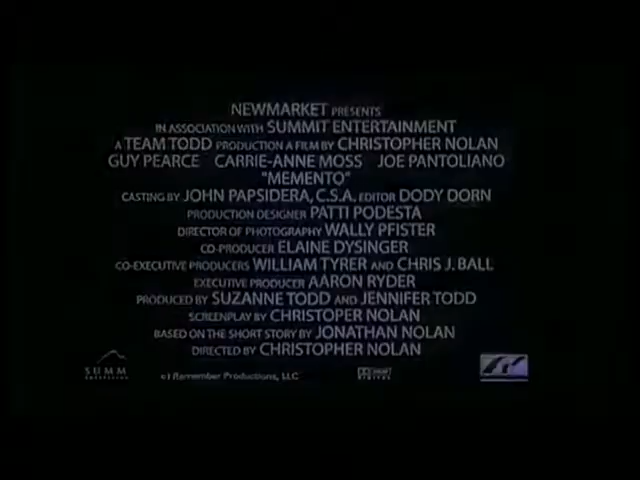 NEWMARKET PRESENTS
IN ASSOCIATION WITH SUMMIT ENTERTAINMENT
A TEAM TODD PRODUCTION A FILM BY CHRISTOPHER NOLAN
GUY PEARCE CARRIE-ANNE MOSS JOE PANTOLIANO
"MEMENTO"
CASTING BY JOHN PAPSIDERA, C.S.A. EDITOR DODY DORN
PRODUCTION DESIGNER PATTI PODESTA
DIRECTOR OF PHOTOGRAPHY WALLY PFISTER
CO-PRODUCER ELAINE DYSINGER
CO-EXECUTIVE PRODUCERS WILLIAM TYRER AND CHRIS J. BALL
EXECUTIVE PRODUCER AARON RYDER
PRODUCED BY SUZANNE TODD AND JENNIFER TODD
SCREENPLAY BY CHRISTOPER NOLAN
BASED ON THE SHORT STORY BY JONATHAN NOLAN
DIRECTED BY CHRISTOPHER NOLAN
SUMM
I Remember Productions, LLC
DIGITAL